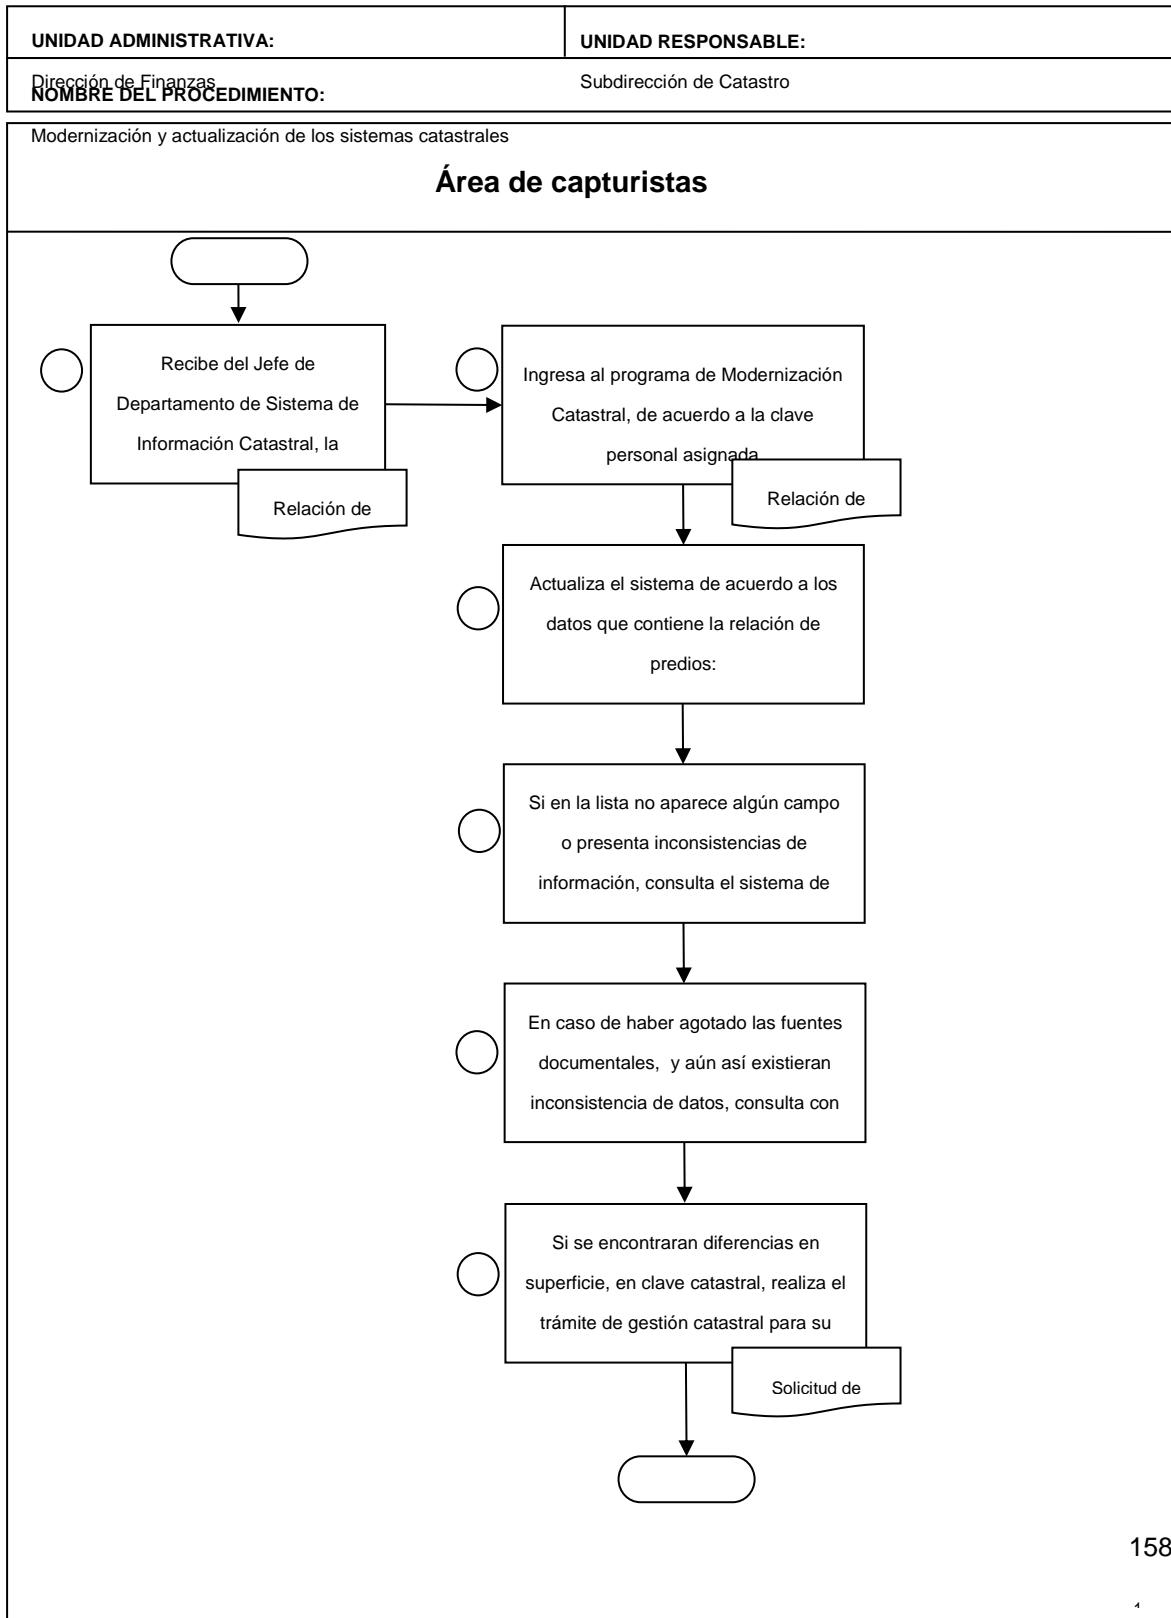 UNIDAD ADMINISTRATIVA:
UNIDAD RESPONSABLE:
Dirección de Finanzas
Subdirección de Catastro
NOMBRE DEL PROCEDIMIENTO:
Modernización y actualización de los sistemas catastrales
Área de capturistas
Recibe del Jefe de
Departamento de Sistema de
Información Catastral, la
Relación de
Ingresa al programa de Modernización
Catastral, de acuerdo a la clave
personal asignada
Relación de
Actualiza el sistema de acuerdo a los
datos que contiene la relación de
predios:
Si en la lista no aparece algún campo
o presenta inconsistencias de
información, consulta el sistema de
En caso de haber agotado las fuentes
documentales, y aún así existieran
inconsistencia de datos, consulta con
Si se encontraran diferencias en
superficie, en clave catastral, realiza el
trámite de gestión catastral para su
Solicitud de
158